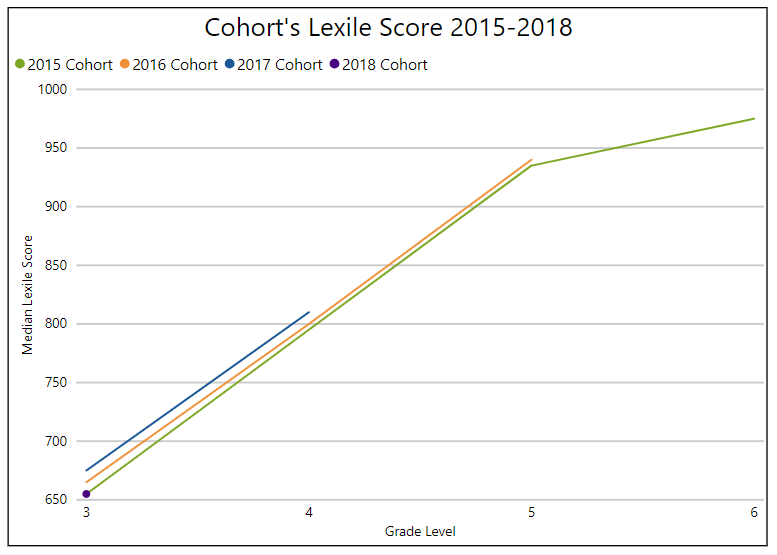 Cohort's Lexile Score 2015-2018
2015 Cohort 2016 Cohort 2017 Cohort 2018 Cohort
1000
950
900
850
800
750
700
650
Median Lexile Score
3 4 5 6
Grade Level